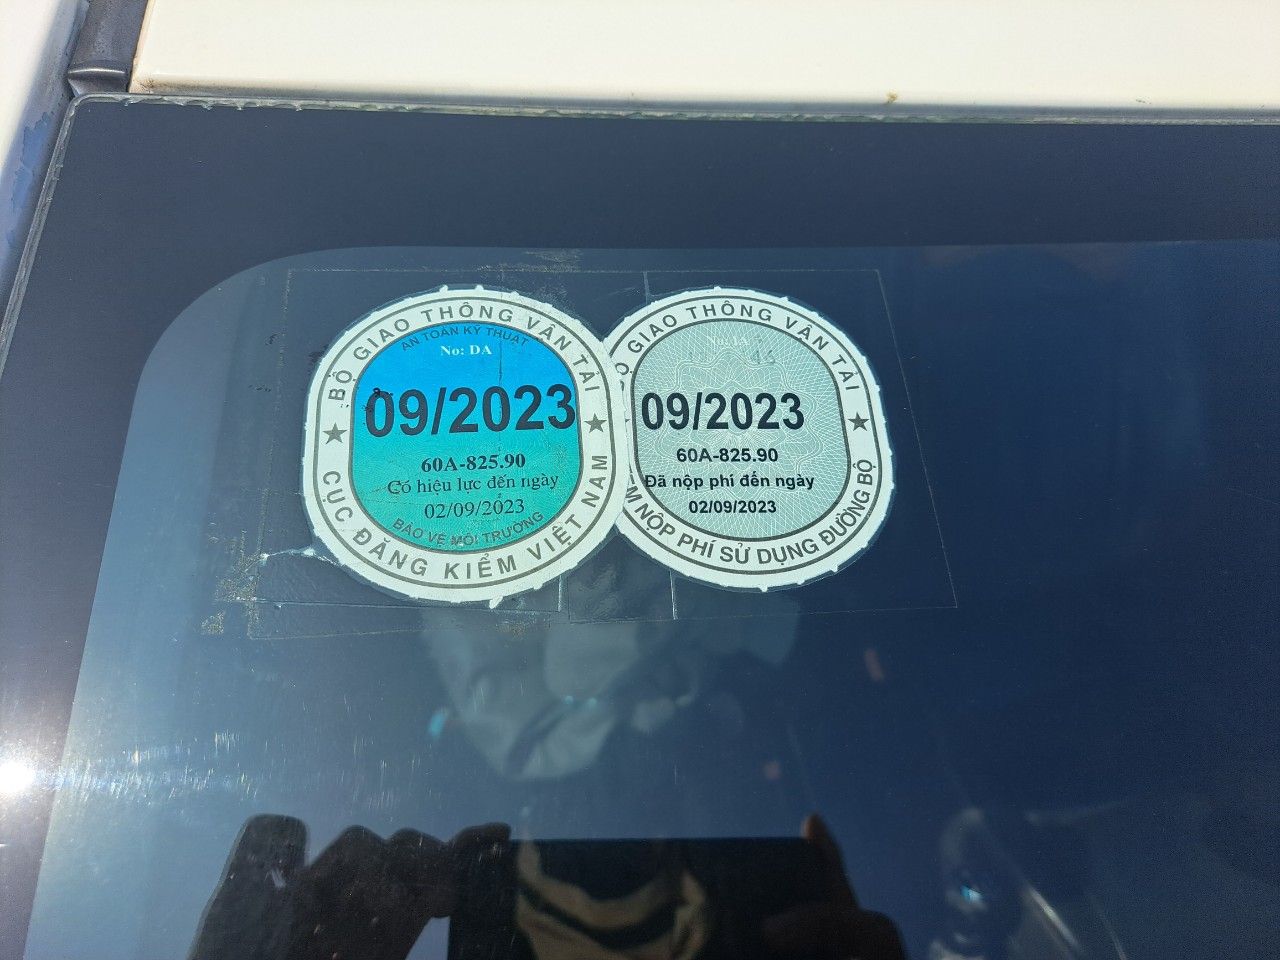 BỘ GIAO THÔNG VẬN TẢI
AN TOÀN KỸ THUẬT
No: DA
09/2023
60A-825.90
Có hiệu lực đến ngày
02/09/2023
BẢO VỆ MÔI TRƯỜNG
CỤC ĐĂNG KIỂM VIỆT NAM
GIAO THÔNG VẬN TẢI
09/2023
60A-825.90
Đã nộp phí đến ngày
02/09/2023
NỘP PHÍ SỬ DỤNG ĐƯỜNG BỘ